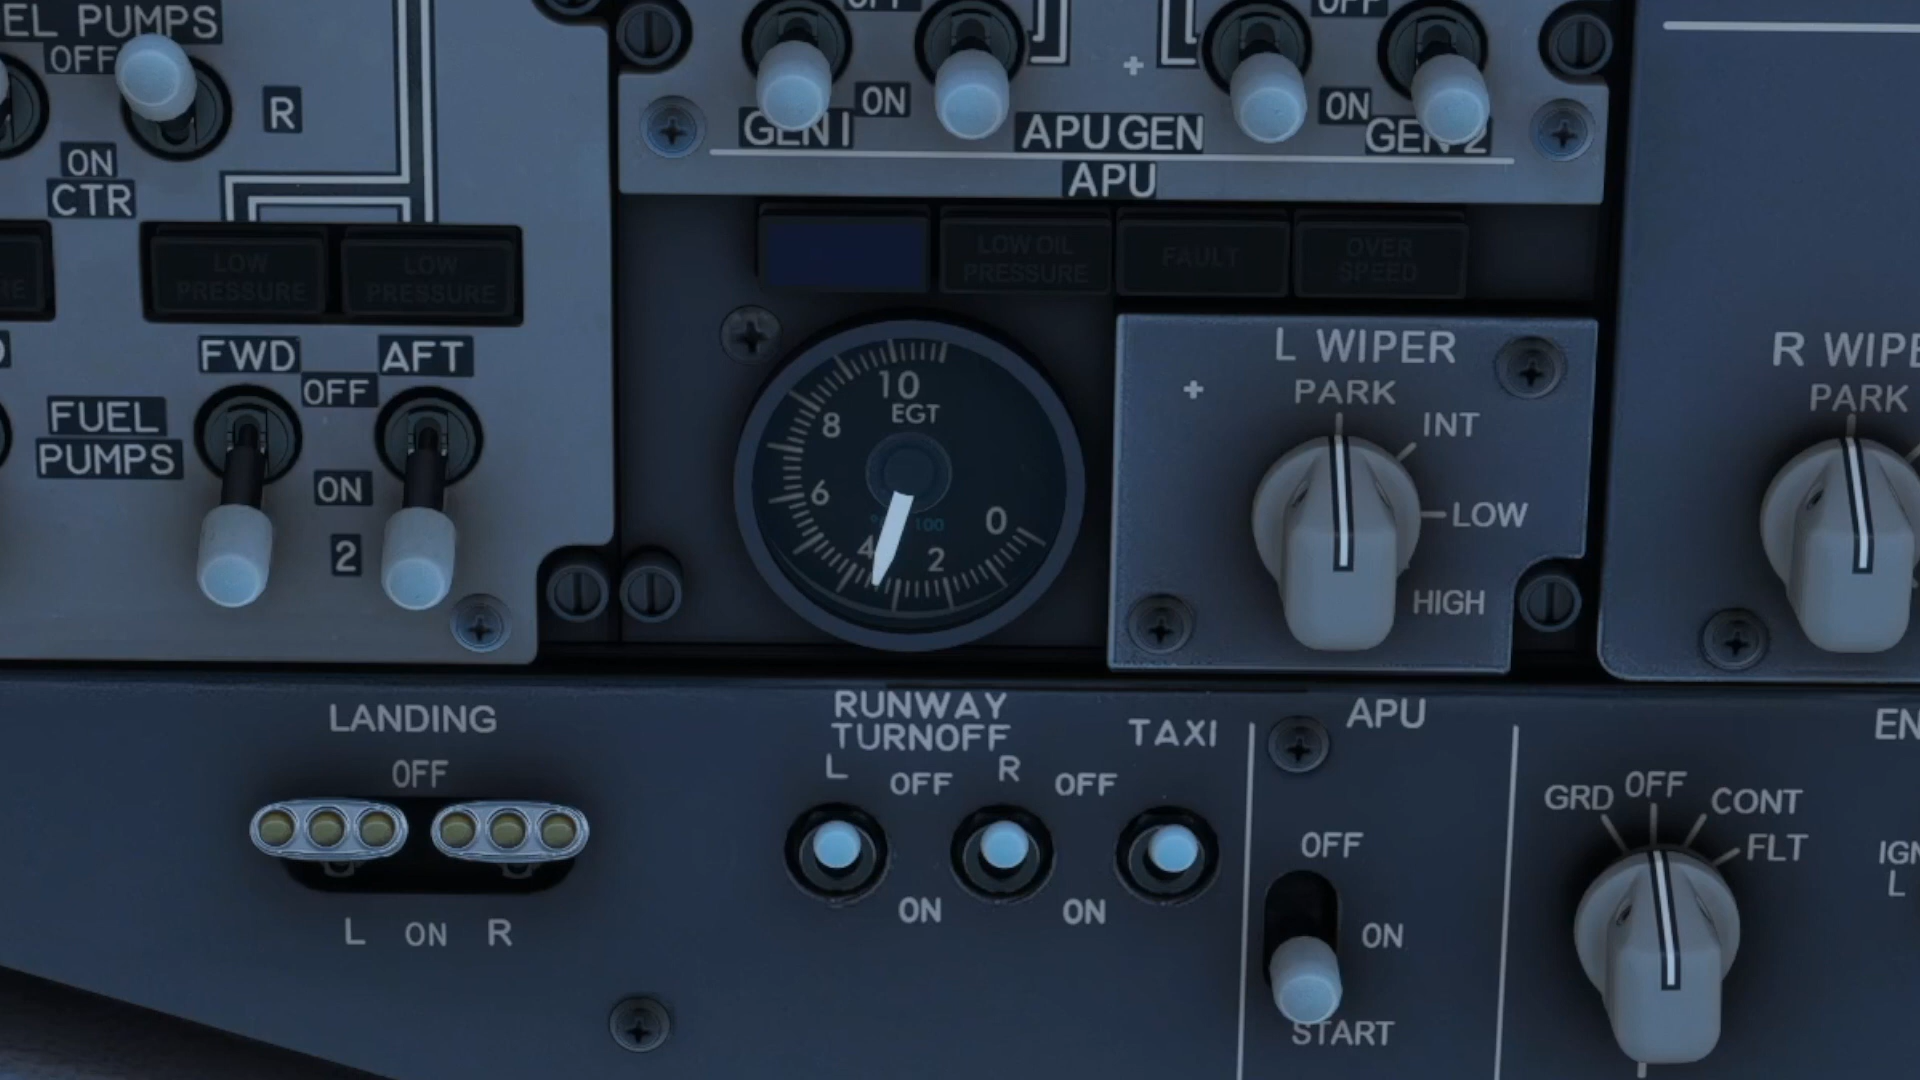 EL PUMPS
OFF
R
ON
CTR
LOW
PRESSURE
LOW
PRESSURE
FWD
AFT
OFF
FUEL
PUMPS
ON
2
ON
ON
GEN 1
APU GEN
GEN 2
APU
LOW OIL
PRESSURE
FAULT
OVER
SPEED
10
EGT
8
6
4
2
0
100
L WIPER
PARK
INT
LOW
HIGH
R WIPE
PARK
LANDING
OFF
L ON R
RUNWAY
TURNOFF
L OFF R OFF
TAXI
ON ON
APU
OFF
ON
START
EN
GRD OFF CONT
FLT
IGN
L